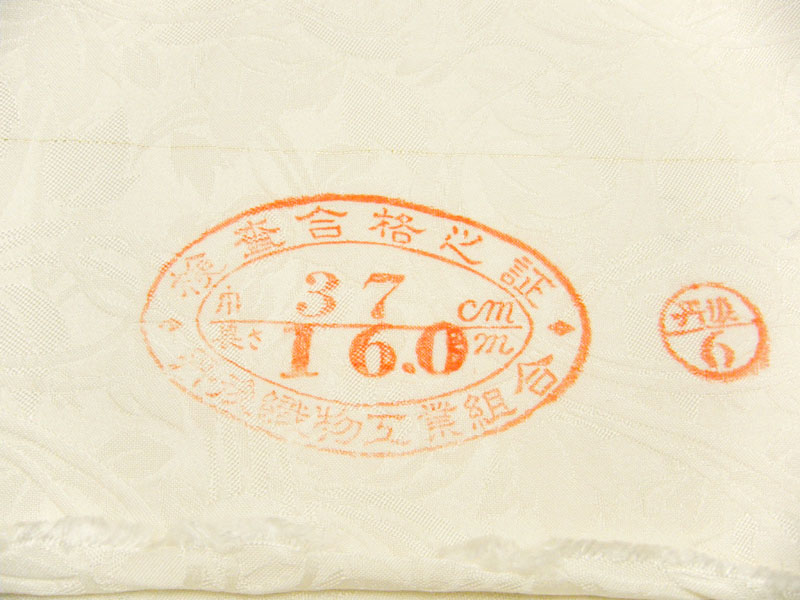 検査合格之証
巾 37 cm
長さ 16.0 m
丹後織物工業組合
6